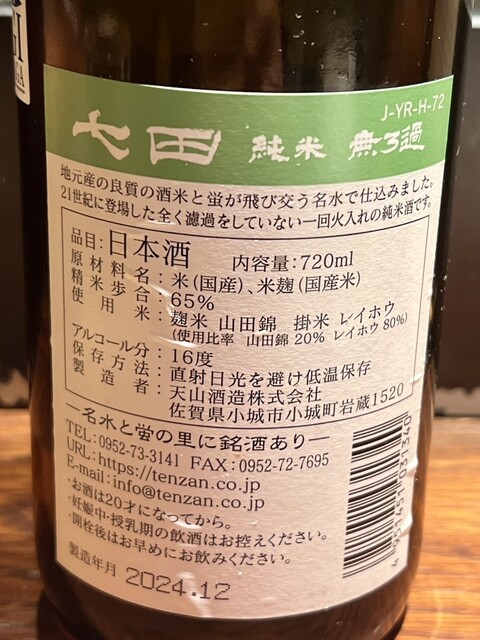 J-YR-H-72
七田 純米 無ろ過
地元産の良質の酒米と蛍が飛び交う名水で仕込みました。
21世紀に登場した全く濾過をしていない一回火入れの純米酒です。
品目:日本酒 内容量:720ml
原材料名:米(国産)、米麹(国産米)
精米歩合:65%
使用米:麹米 山田錦 掛米 レイホウ
(使用比率 山田錦 20% レイホウ 80%)
アルコール分:16度
保存方法:直射日光を避け低温保存
製造者:天山酒造株式会社
佐賀県小城市小城町岩蔵1520
―名水と蛍の里に銘酒あり―
TEL:0952-73-3141 FAX:0952-72-7695
URL:https://tenzan.co.jp
E-mail:info@tenzan.co.jp
・お酒は20才になってから。
・妊娠中・授乳期の飲酒はお控えください。
・開栓後はお早めにお飲みください。
製造年月 2024.12
4 951451 031340